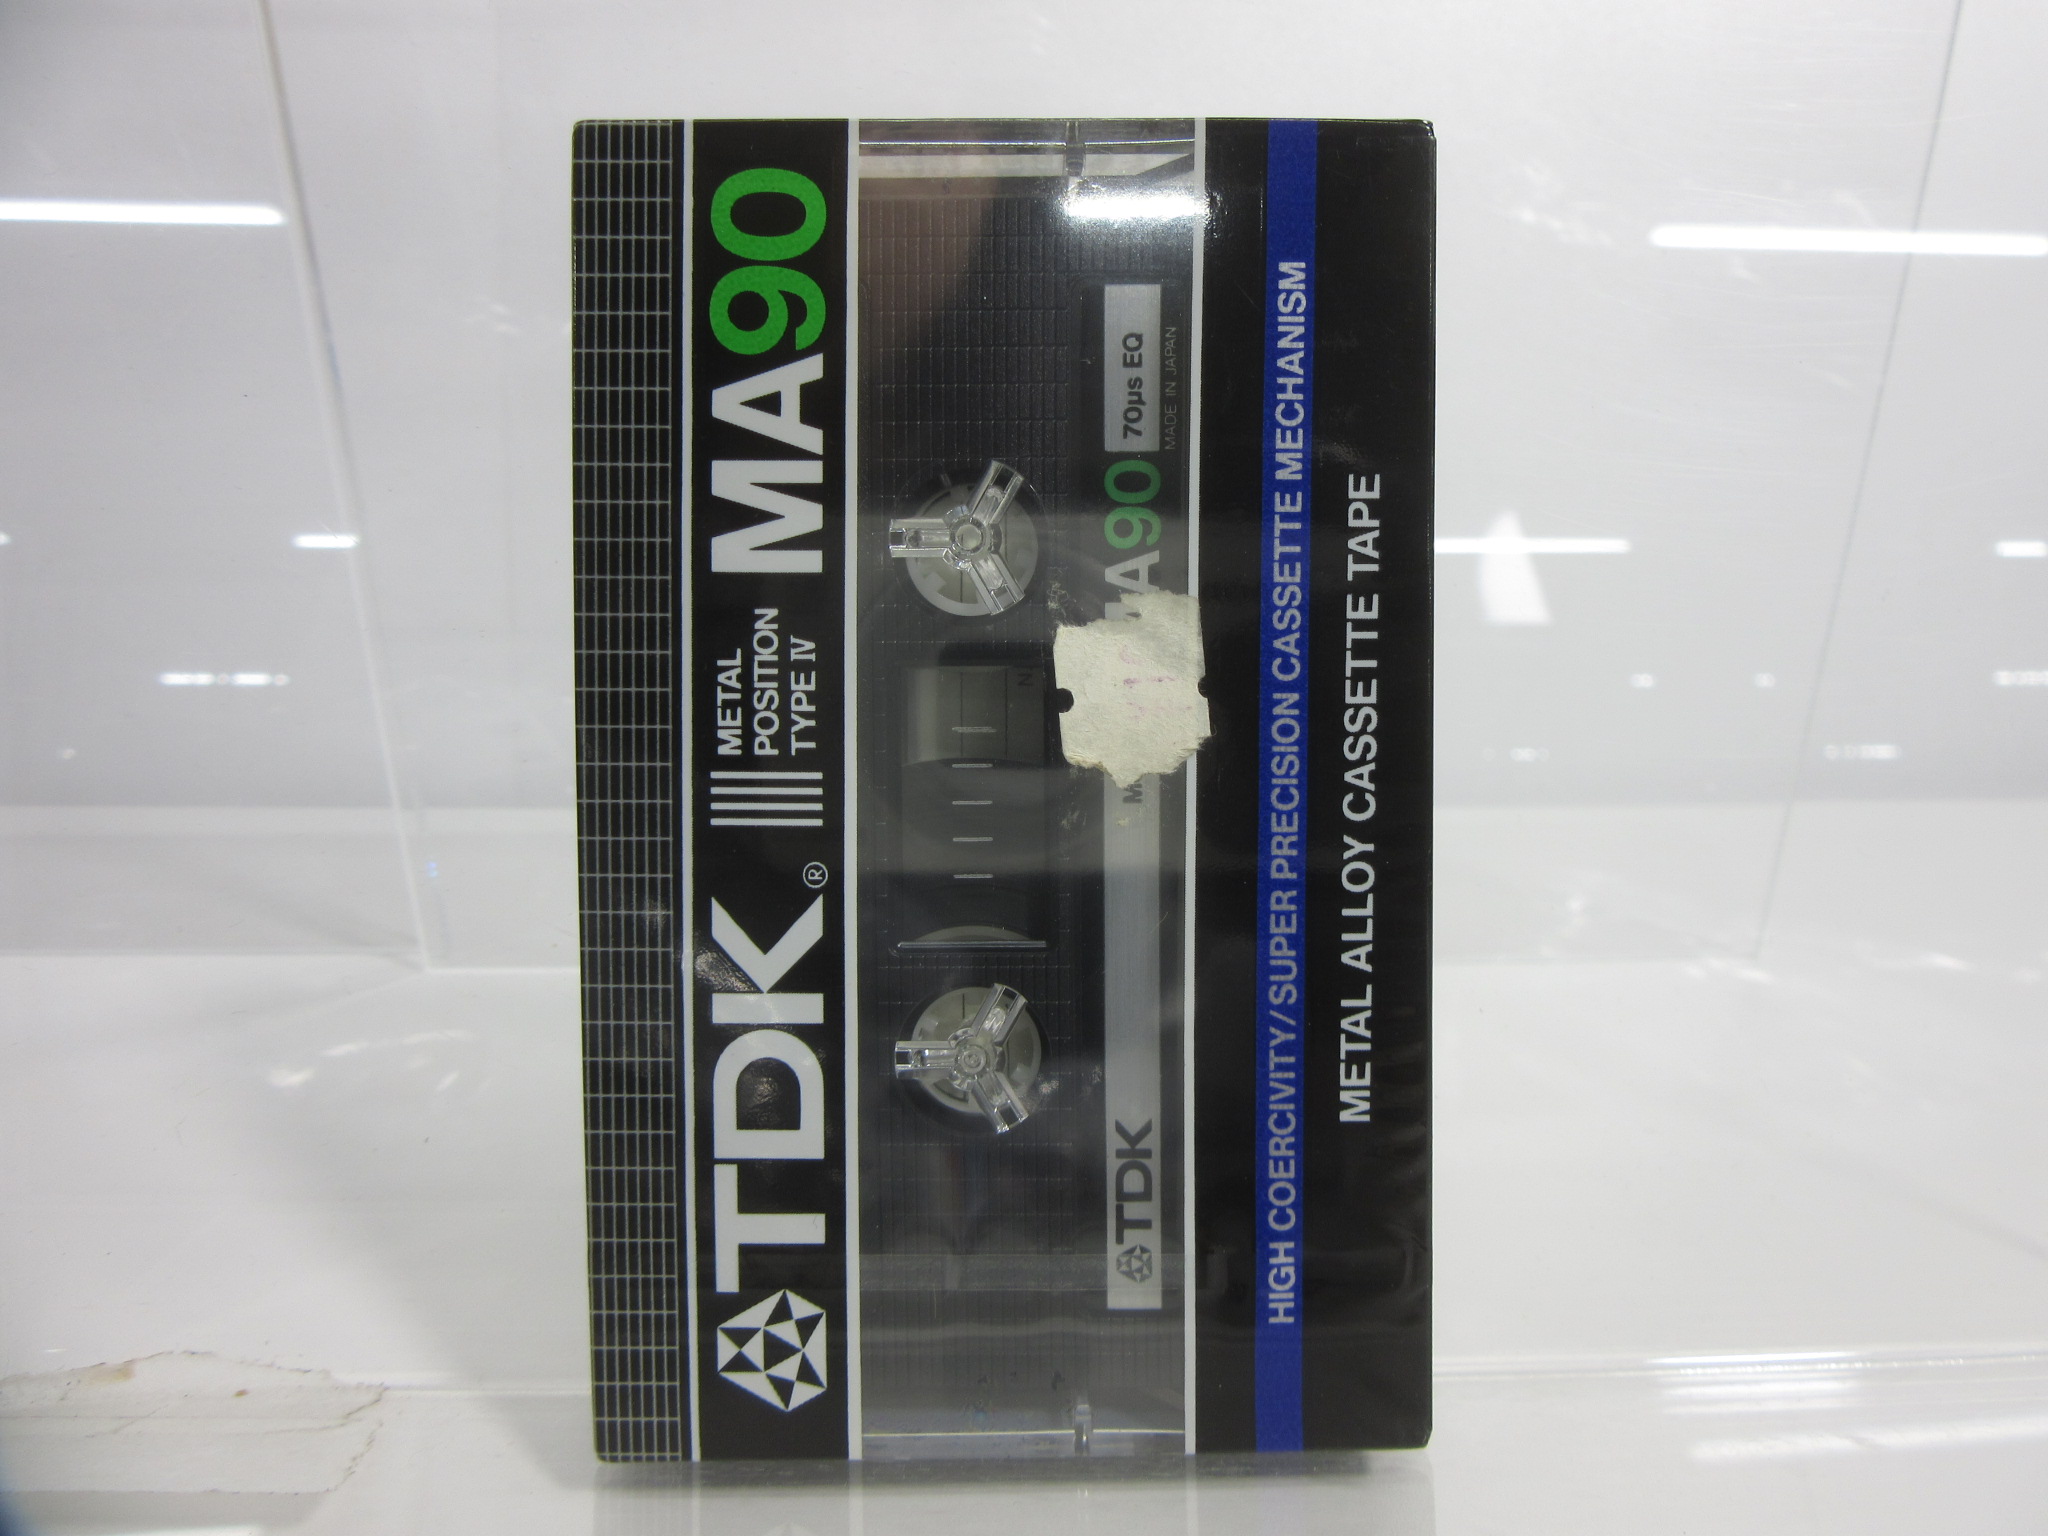 TDK®
METAL
POSITION
TYPE IV
MA90
N
TDK
A90
70µs EQ
MADE IN JAPAN
HIGH COERCIVITY/SUPER PRECISION CASSETTE MECHANISM
METAL ALLOY CASSETTE TAPE